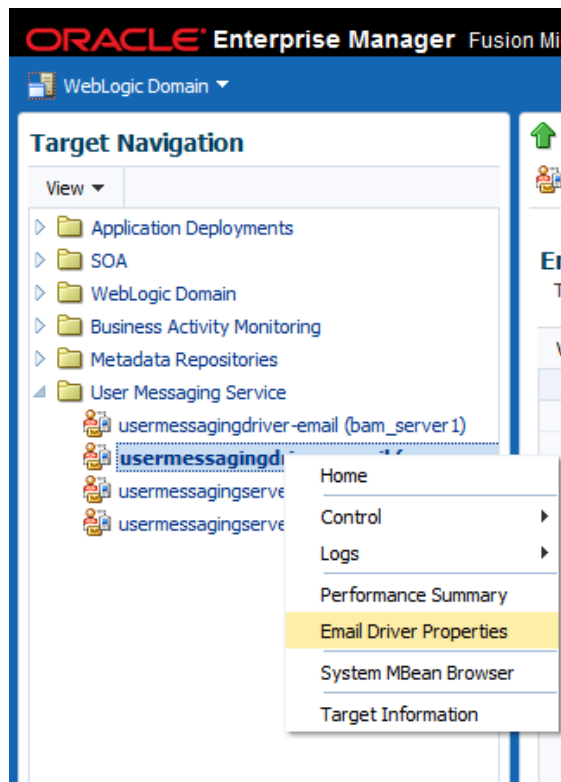 ORACLE Enterprise Manager Fusion Mi
WebLogic Domain
Target Navigation
View
Application Deployments
SOA
WebLogic Domain
Business Activity Monitoring
Metadata Repositories
User Messaging Service
usermessagingdriver-email (bam_server1)
usermessagingserve
usermessagingserve
Home
Control
Logs
Performance Summary
Email Driver Properties
System MBean Browser
Target Information